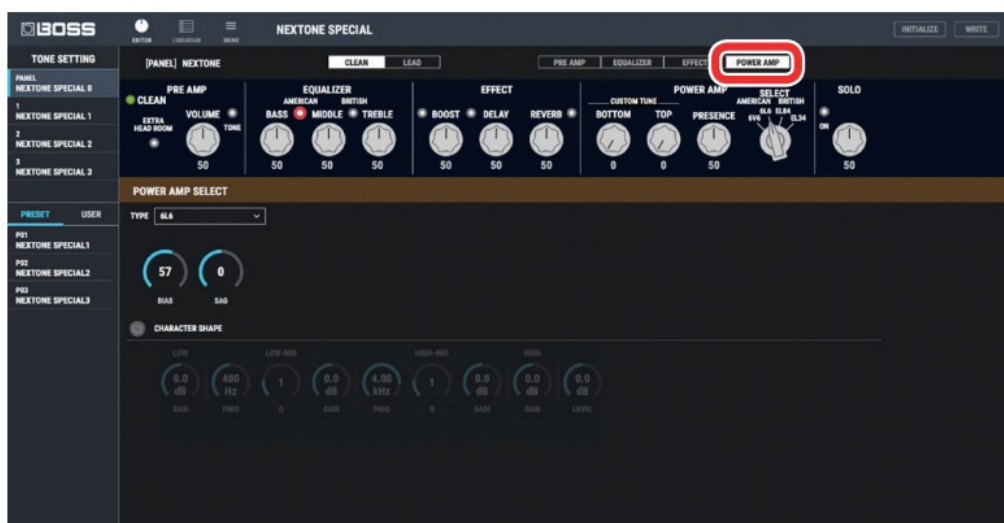 BOSS EDITOR LIBRARIAN MENU NEXTONE SPECIAL INITIALIZE WRITE
TONE SETTING
[PANEL] NEXTONE CLEAN LEAD PRE AMP EQUALIZER EFFECT POWER AMP
PANEL
NEXTONE SPECIAL 0
1
NEXTONE SPECIAL 1
2
NEXTONE SPECIAL 2
3
NEXTONE SPECIAL 3
PRE AMP
CLEAN
EXTRA
HEAD ROOM
VOLUME
TONE
50
EQUALIZER
AMERICAN BRITISH
BASS MIDDLE TREBLE
50 50 50
EFFECT
BOOST DELAY REVERB
50 50 50
POWER AMP
CUSTOM TUNE
BOTTOM TOP PRESENCE
0 0 50
SELECT
AMERICAN BRITISH
6V6 6L6 EL84 EL34
SOLO
ON
50
POWER AMP SELECT
PRESET USER
P01
NEXTONE SPECIAL1
P02
NEXTONE SPECIAL2
P03
NEXTONE SPECIAL3
TYPE 6L6
57 0
BIAS SAG
CHARACTER SHAPE
LOW LOW-MID HIGH-MID HIGH
0.0 dB 400 Hz 1 0.0 dB 4.00 kHz 1 0.0 dB 0.0 dB 0.0 dB
GAIN FREQ Q GAIN FREQ Q GAIN GAIN LEVEL